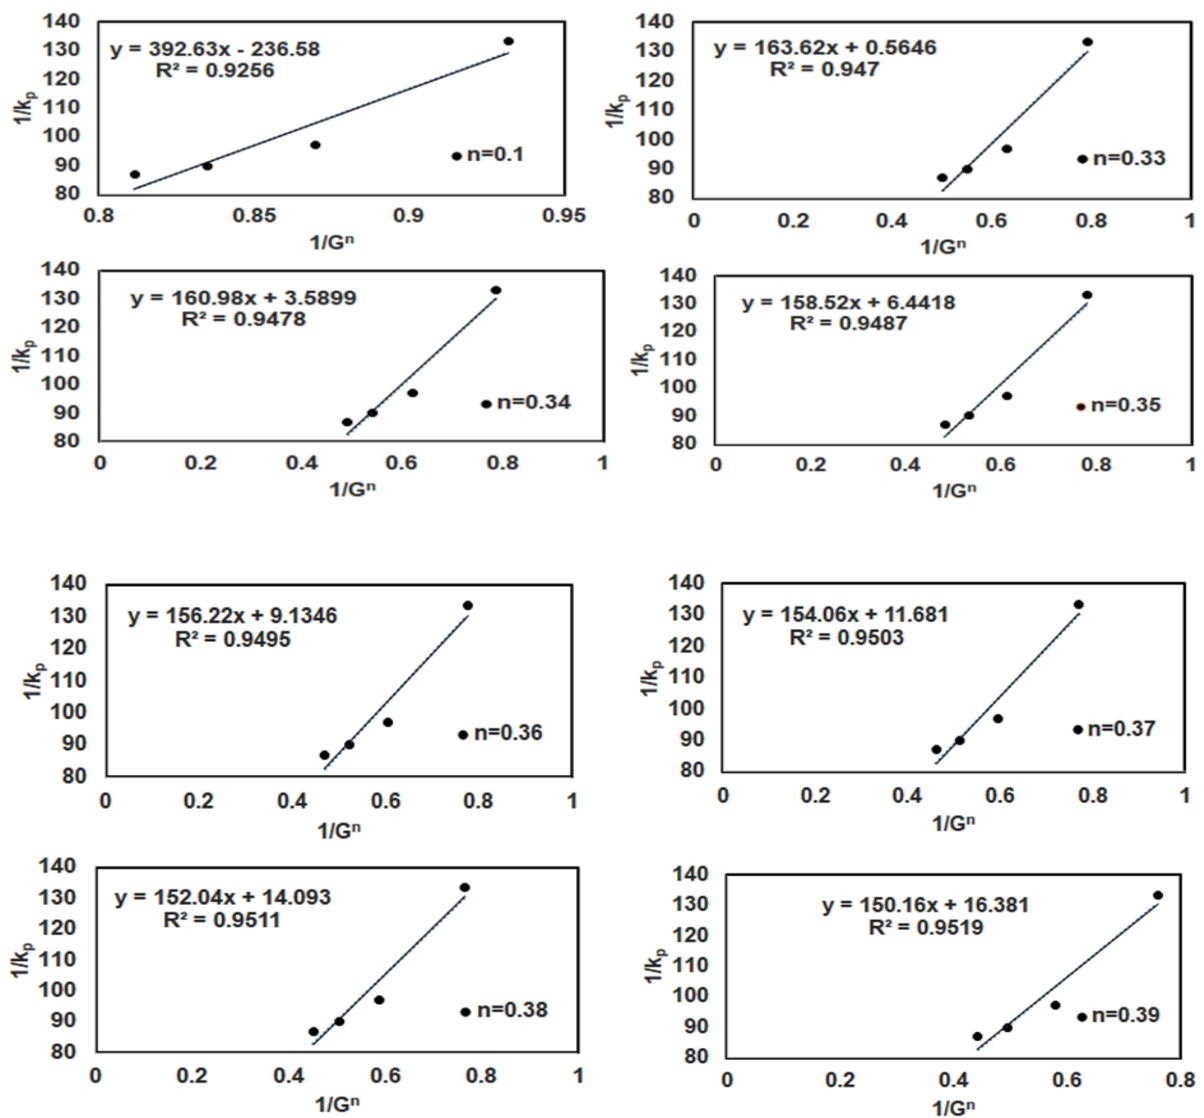 140
130
120
110
100
90
80
1/kp
y = 392.63x - 236.58
R² = 0.9256
n=0.1
0.8 0.85 0.9 0.95
1/Gⁿ
140
130
120
110
100
90
80
1/kp
y = 163.62x + 0.5646
R² = 0.947
n=0.33
0 0.2 0.4 0.6 0.8 1
1/Gⁿ
140
130
120
110
100
90
80
1/kp
y = 160.98x + 3.5899
R² = 0.9478
n=0.34
0 0.2 0.4 0.6 0.8 1
1/Gⁿ
140
130
120
110
100
90
80
1/kp
y = 158.52x + 6.4418
R² = 0.9487
n=0.35
0 0.2 0.4 0.6 0.8 1
1/Gⁿ
140
130
120
110
100
90
80
1/kp
y = 156.22x + 9.1346
R² = 0.9495
n=0.36
0 0.2 0.4 0.6 0.8 1
1/Gⁿ
140
130
120
110
100
90
80
1/kp
y = 154.06x + 11.681
R² = 0.9503
n=0.37
0 0.2 0.4 0.6 0.8 1
1/Gⁿ
140
130
120
110
100
90
80
1/kp
y = 152.04x + 14.093
R² = 0.9511
n=0.38
0 0.2 0.4 0.6 0.8 1
1/Gⁿ
140
130
120
110
100
90
80
1/kp
y = 150.16x + 16.381
R² = 0.9519
n=0.39
0 0.2 0.4 0.6 0.8
1/Gⁿ